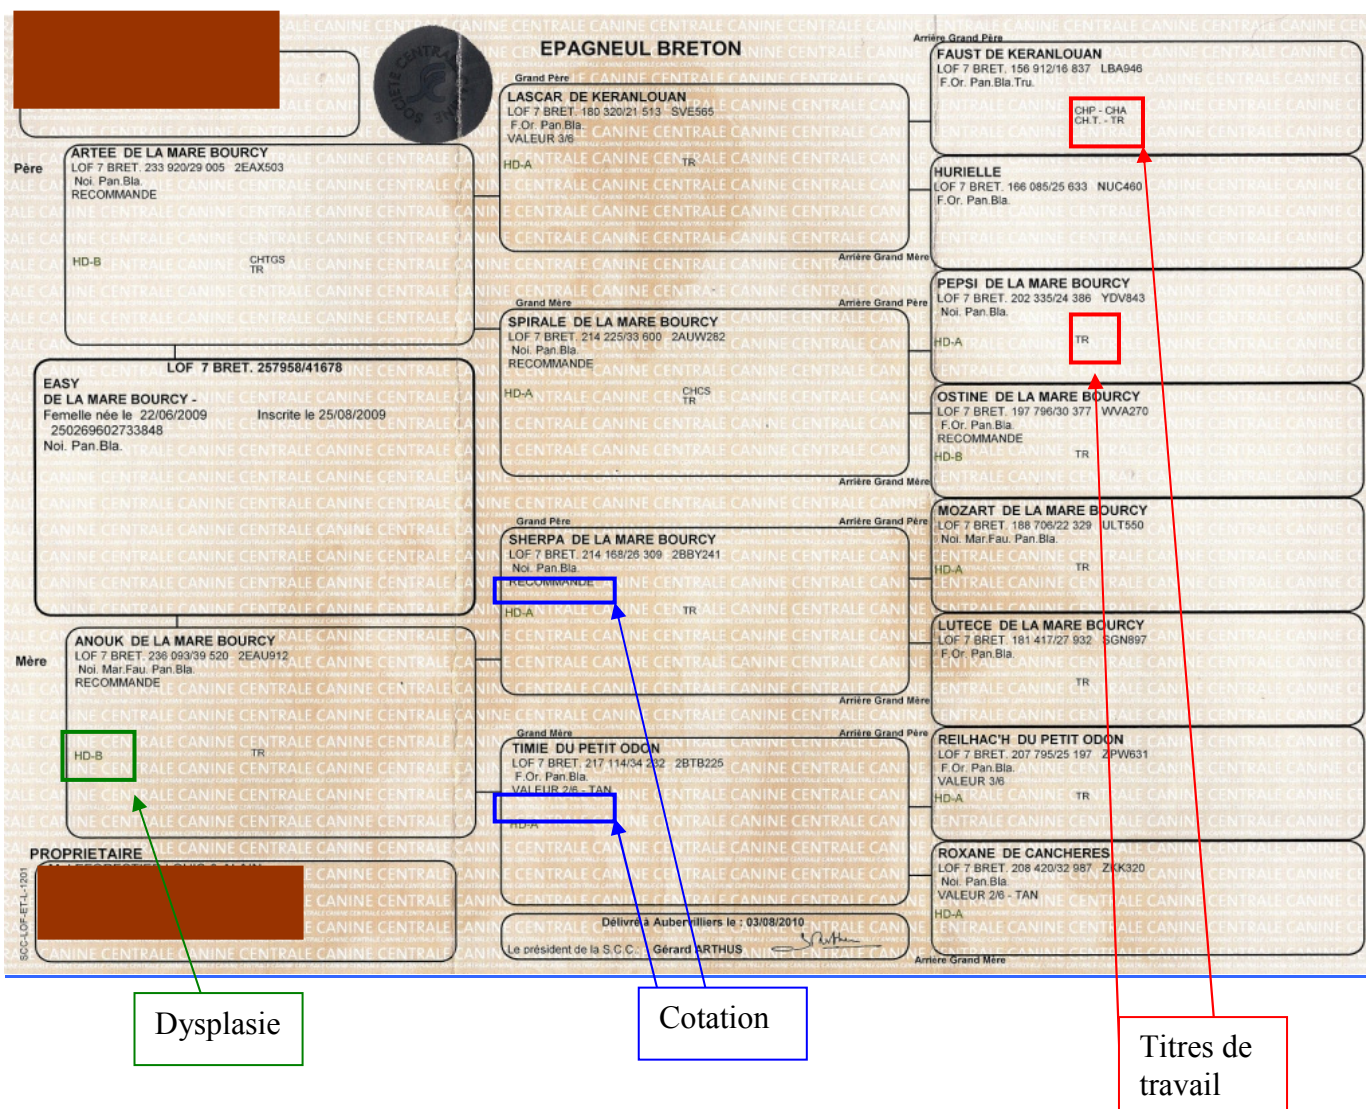 EPAGNEUL BRETON
SOCIETE CENTRALE CANINE
Père
ARTEE DE LA MARE BOURCY
LOF 7 BRET. 233 920/29 005 2EAX503
Noi. Pan.Bla.
RECOMMANDE
HD-B
CHTGS
TR
LOF 7 BRET. 257958/41678
EASY
DE LA MARE BOURCY -
Femelle née le 22/06/2009 Inscrite le 25/08/2009
250269602733848
Noi. Pan.Bla.
Mère
ANOUK DE LA MARE BOURCY
LOF 7 BRET. 236 093/39 520 2EAU912
Noi. Mar.Fau. Pan.Bla.
RECOMMANDE
HD-B
TR
PROPRIETAIRE
SCC-LOF-ET-L-1201
Grand Père
LASCAR DE KERANLOUAN
LOF 7 BRET. 180 320/21 513 SVE565
F.Or. Pan.Bla.
VALEUR 3/6
HD-A
TR
Grand Mère
SPIRALE DE LA MARE BOURCY
LOF 7 BRET. 214 225/33 600 2AUW282
Noi. Pan.Bla.
RECOMMANDE
HD-A
CHCS
TR
Grand Père
SHERPA DE LA MARE BOURCY
LOF 7 BRET. 214 168/26 309 2BBY241
Noi. Pan.Bla.
RECOMMANDE
HD-A
TR
Grand Mère
TIMIE DU PETIT ODON
LOF 7 BRET. 217 114/34 232 2BTB225
F.Or. Pan.Bla.
VALEUR 2/6 - TAN
HD-A
Délivré à Aubervilliers le : 03/08/2010
Le président de la S.C.C. : Gérard ARTHUS
Arrière Grand Père
FAUST DE KERANLOUAN
LOF 7 BRET. 156 912/16 837 LBA946
F.Or. Pan.Bla.Tru.
CHP - CHA
CH.T. - TR
HURIELLE
LOF 7 BRET. 166 085/25 633 NUC460
F.Or. Pan.Bla.
Arrière Grand Mère
Arrière Grand Père
PEPSI DE LA MARE BOURCY
LOF 7 BRET. 202 335/24 386 YDV843
Noi. Pan.Bla.
HD-A
TR
OSTINE DE LA MARE BOURCY
LOF 7 BRET. 197 796/30 377 WVA270
F.Or. Pan.Bla.
RECOMMANDE
HD-B
TR
Arrière Grand Mère
Arrière Grand Père
MOZART DE LA MARE BOURCY
LOF 7 BRET. 188 706/22 329 ULT550
Noi. Mar.Fau. Pan.Bla.
HD-A
TR
LUTECE DE LA MARE BOURCY
LOF 7 BRET. 181 417/27 932 SGN897
F.Or. Pan.Bla.
TR
Arrière Grand Mère
Arrière Grand Père
REILHAC'H DU PETIT ODON
LOF 7 BRET. 207 795/25 197 ZPW631
F.Or. Pan.Bla.
VALEUR 3/6
HD-A
TR
ROXANE DE CANCHERES
LOF 7 BRET. 208 420/32 987 ZKK320
Noi. Pan.Bla.
VALEUR 2/6 - TAN
HD-A
Arrière Grand Mère
Dysplasie
Cotation
Titres de
travail